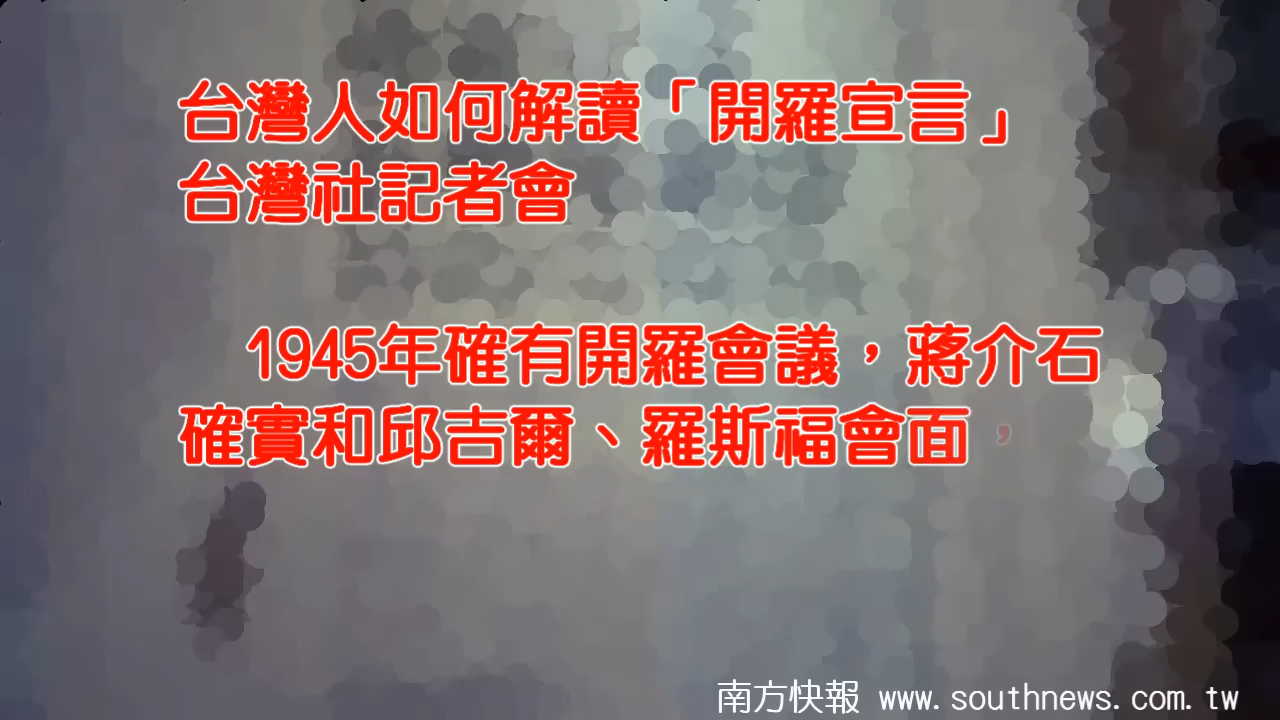 台灣人如何解讀「開羅宣言」
台灣社記者會
1945年確有開羅會議，蔣介石
確實和邱吉爾、羅斯福會面，
南方快報 www.southnews.com.tw